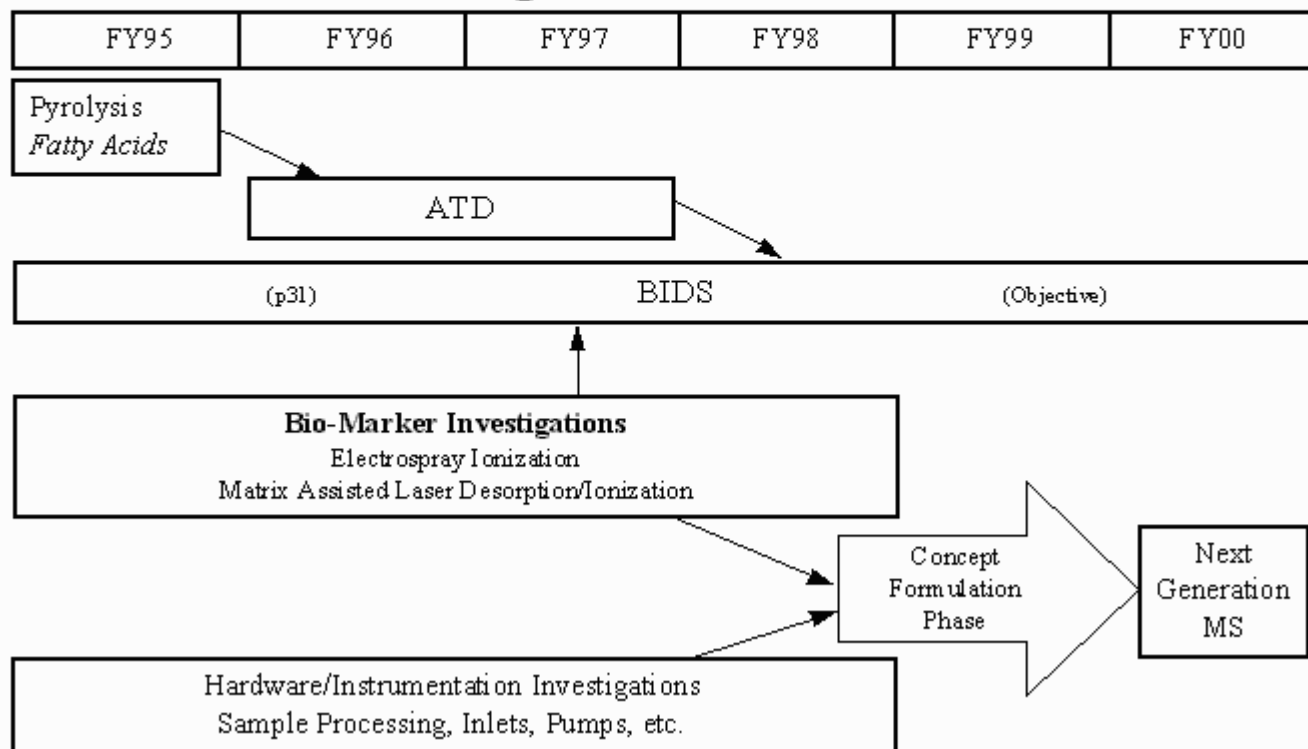 FY95 FY96 FY97 FY98 FY99 FY00
Pyrolysis
Fatty Acids
ATD
(p3l) BIDS (Objective)
Bio-Marker Investigations
Electrospray Ionization
Matrix Assisted Laser Desorption/Ionization
Concept
Formulation
Phase
Next
Generation
MS
Hardware/Instrumentation Investigations
Sample Processing, Inlets, Pumps, etc.